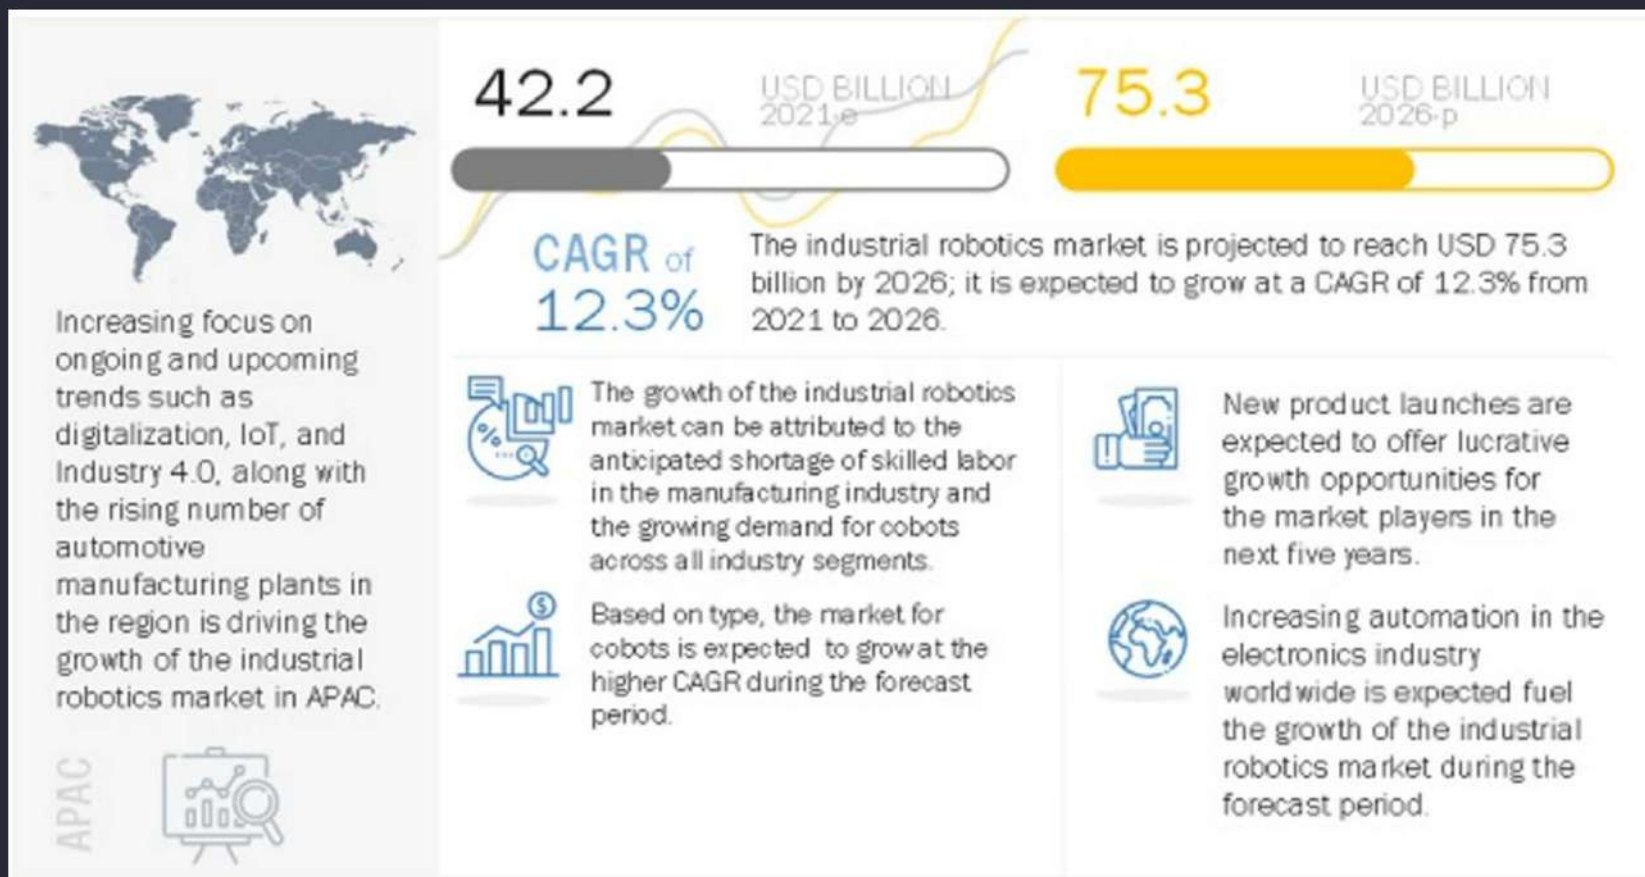 42.2
USD BILLION
2021-e
75.3
USD BILLION
2026-p
CAGR of
12.3%
The industrial robotics market is projected to reach USD 75.3
billion by 2026; it is expected to grow at a CAGR of 12.3% from
2021 to 2026.
Increasing focus on
ongoing and upcoming
trends such as
digitalization, IoT, and
Industry 4.0, along with
the rising number of
automotive
manufacturing plants in
the region is driving the
growth of the industrial
robotics market in APAC.
APAC
%
The growth of the industrial robotics
market can be attributed to the
anticipated shortage of skilled labor
in the manufacturing industry and
the growing demand for cobots
across all industry segments.
$
Based on type, the market for
cobots is expected to grow at the
higher CAGR during the forecast
period.
New product launches are
expected to offer lucrative
growth opportunities for
the market players in the
next five years.
Increasing automation in the
electronics industry
worldwide is expected fuel
the growth of the industrial
robotics market during the
forecast period.